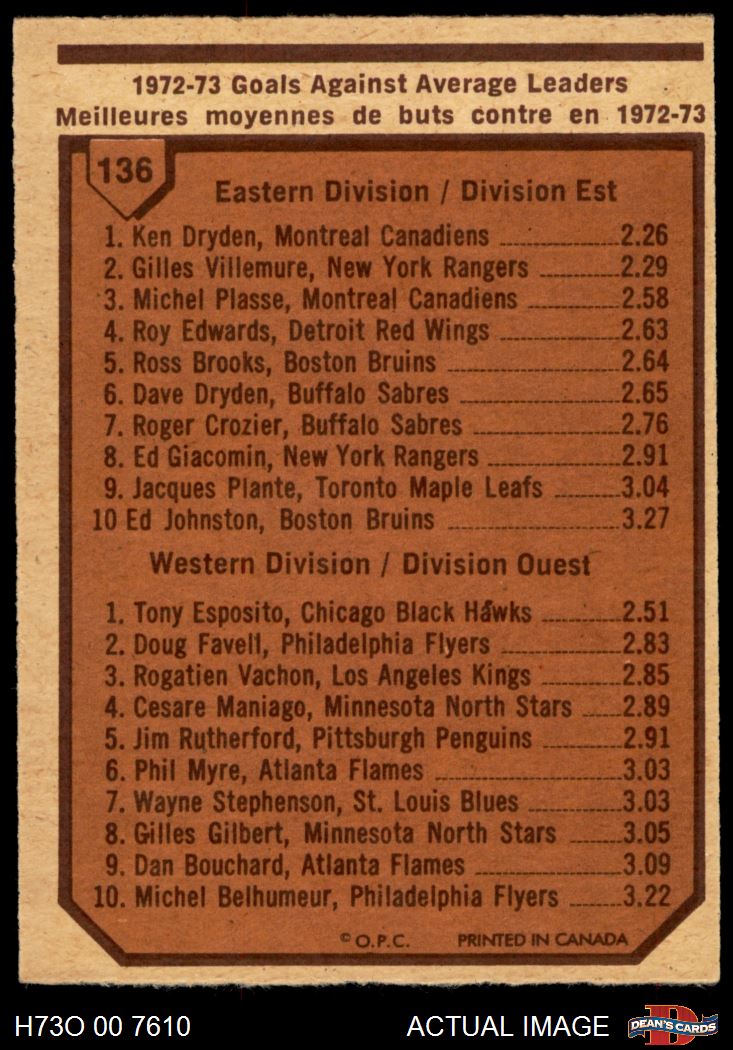 1972-73 Goals Against Average Leaders
Meilleures moyennes de buts contre en 1972-73
136
Eastern Division / Division Est
1. Ken Dryden, Montreal Canadiens 2.26
2. Gilles Villemure, New York Rangers 2.29
3. Michel Plasse, Montreal Canadiens 2.58
4. Roy Edwards, Detroit Red Wings 2.63
5. Ross Brooks, Boston Bruins 2.64
6. Dave Dryden, Buffalo Sabres 2.65
7. Roger Crozier, Buffalo Sabres 2.76
8. Ed Giacomin, New York Rangers 2.91
9. Jacques Plante, Toronto Maple Leafs 3.04
10 Ed Johnston, Boston Bruins 3.27
Western Division / Division Ouest
1. Tony Esposito, Chicago Black Hawks 2.51
2. Doug Favell, Philadelphia Flyers 2.83
3. Rogatien Vachon, Los Angeles Kings 2.85
4. Cesare Maniago, Minnesota North Stars 2.89
5. Jim Rutherford, Pittsburgh Penguins 2.91
6. Phil Myre, Atlanta Flames 3.03
7. Wayne Stephenson, St. Louis Blues 3.03
8. Gilles Gilbert, Minnesota North Stars 3.05
9. Dan Bouchard, Atlanta Flames 3.09
10. Michel Belhumeur, Philadelphia Flyers 3.22
© O.P.C. PRINTED IN CANADA
H73O 00 7610 ACTUAL IMAGE DEAN'S CARDS